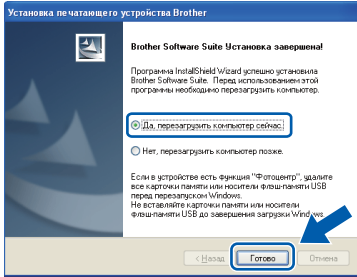 Установка печатающего устройства Brother
Brother Software Suite Установка завершена!
Программа InstallShield Wizard успешно установила
Brother Software Suite. Перед использованием этой
программы необходимо перезагрузить компьютер.
Да, перезагрузить компьютер сейчас.
Нет, перезагрузить компьютер позже.
Если в устройстве есть функция "Фотоцентр", удалите
все карточки памяти или носители флэш-памяти USB
перед перезапуском Windows.
Не вставляйте карточки памяти или носители
флэш-памяти USB до завершения загрузки Windows.
< Назад Готово Отмена